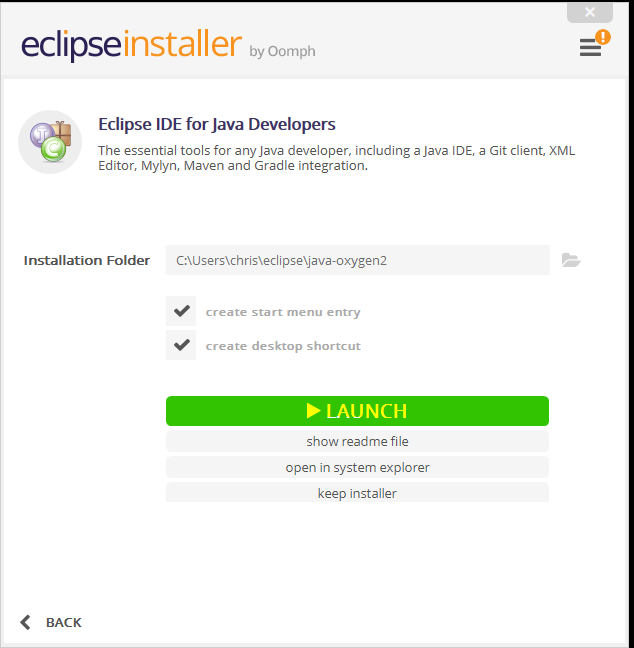 eclipse installer by Oomph
Eclipse IDE for Java Developers
The essential tools for any Java developer, including a Java IDE, a Git client, XML
Editor, Mylyn, Maven and Gradle integration.
Installation Folder C:\Users\chris\eclipse\java-oxygen2
create start menu entry
create desktop shortcut
LAUNCH
show readme file
open in system explorer
keep installer
BACK